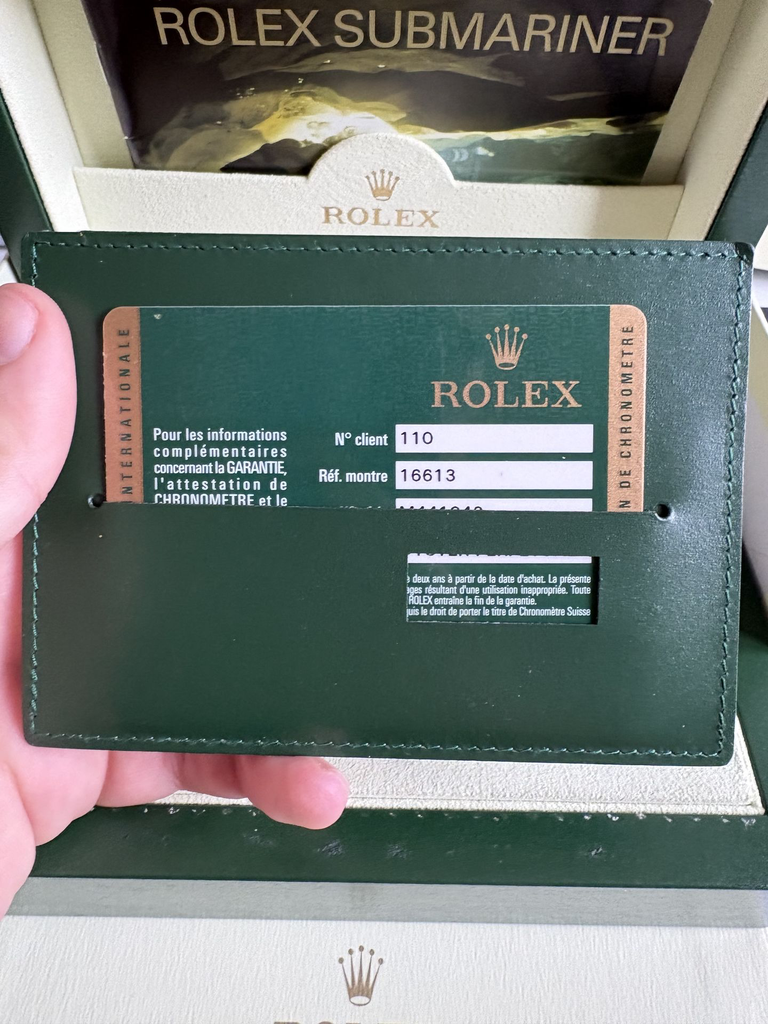 ROLEX SUBMARINER
ROLEX
INTERNATIONALE
ROLEX
Pour les informations
complémentaires
concernant la GARANTIE,
l'attestation de
CHRONOMETRE et le
N° client 110
Réf. montre 16613
N DE CHRONOMETRE
deux ans à partir de la date d'achat. La présente
ages résultant d'une utilisation inappropriée. Toute
ROLEX entraîne la fin de la garantie.
uis le droit de porter le titre de Chronomètre Suisse